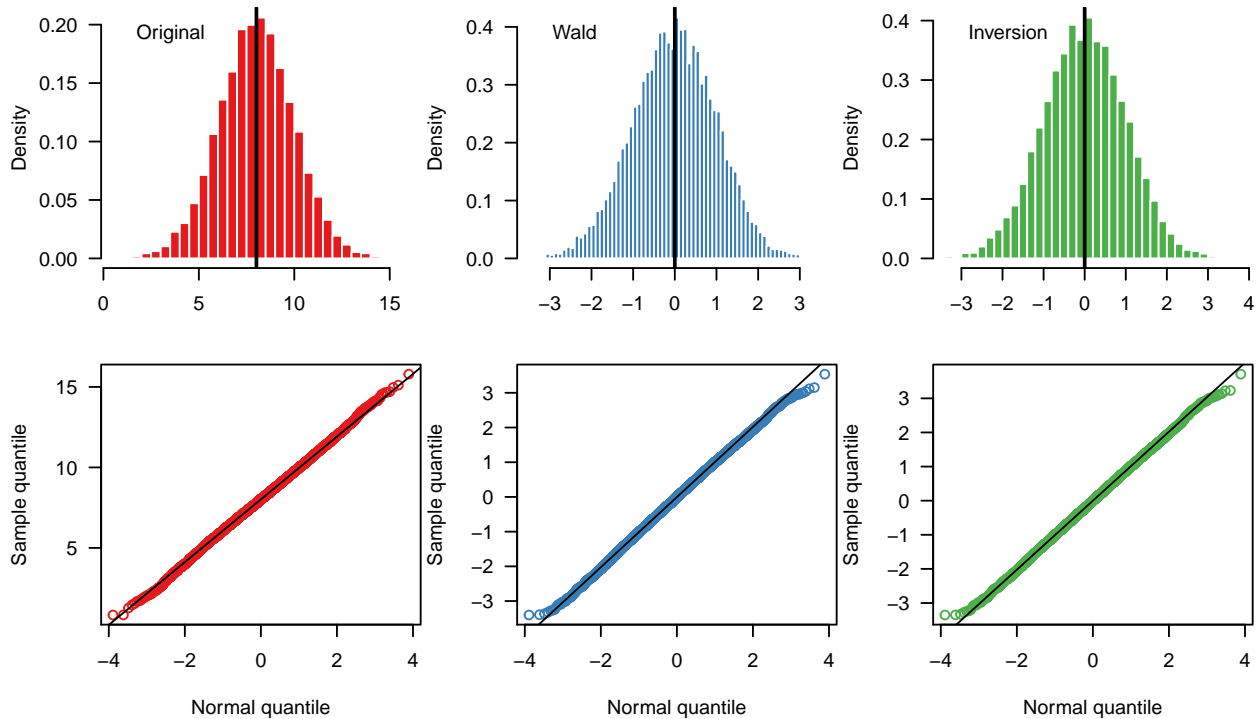 Original
Density
0.20
0.15
0.10
0.05
0.00
0 5 10 15
Wald
Density
0.4
0.3
0.2
0.1
0.0
−3 −2 −1 0 1 2 3
Inversion
Density
0.4
0.3
0.2
0.1
0.0
−3 −2 −1 0 1 2 3 4
Sample quantile
15
10
5
−4 −2 0 2 4
Normal quantile
Sample quantile
3
2
1
0
−1
−2
−3
−4 −2 0 2 4
Normal quantile
Sample quantile
3
2
1
0
−1
−2
−3
−4 −2 0 2 4
Normal quantile